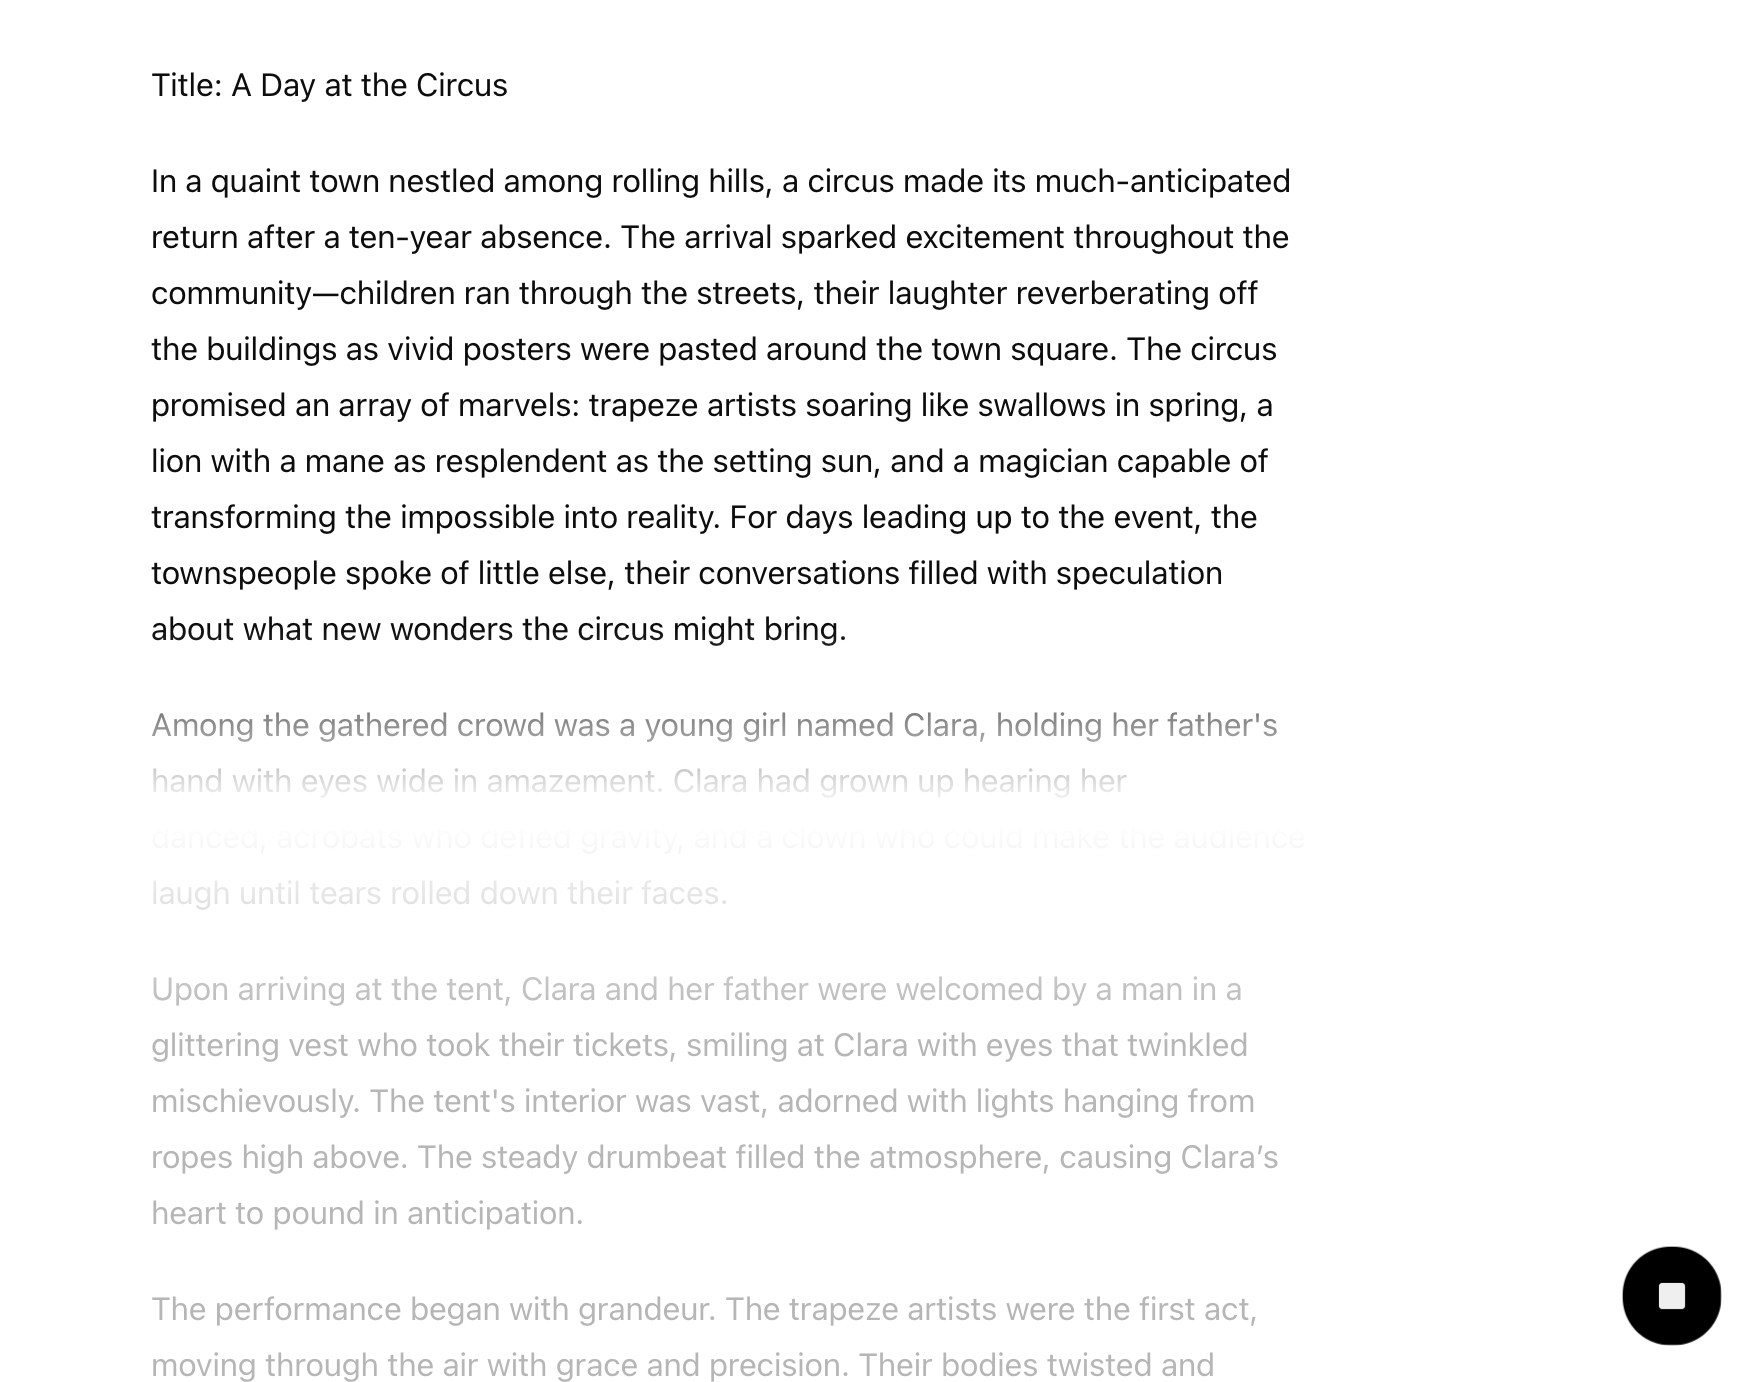 Title: A Day at the Circus
In a quaint town nestled among rolling hills, a circus made its much-anticipated
return after a ten-year absence. The arrival sparked excitement throughout the
community—children ran through the streets, their laughter reverberating off
the buildings as vivid posters were pasted around the town square. The circus
promised an array of marvels: trapeze artists soaring like swallows in spring, a
lion with a mane as resplendent as the setting sun, and a magician capable of
transforming the impossible into reality. For days leading up to the event, the
townspeople spoke of little else, their conversations filled with speculation
about what new wonders the circus might bring.
Among the gathered crowd was a young girl named Clara, holding her father's
hand with eyes wide in amazement. Clara had grown up hearing her
danced, acrobats who defied gravity, and a clown who could make the audience
laugh until tears rolled down their faces.
Upon arriving at the tent, Clara and her father were welcomed by a man in a
glittering vest who took their tickets, smiling at Clara with eyes that twinkled
mischievously. The tent's interior was vast, adorned with lights hanging from
ropes high above. The steady drumbeat filled the atmosphere, causing Clara’s
heart to pound in anticipation.
The performance began with grandeur. The trapeze artists were the first act,
moving through the air with grace and precision. Their bodies twisted and